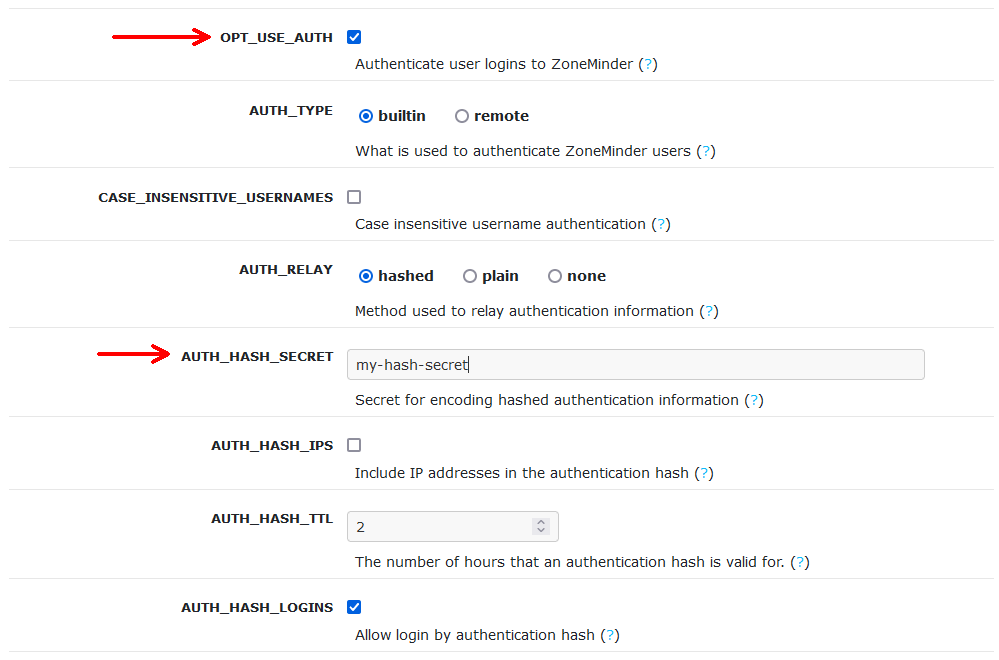 OPT_USE_AUTH
Authenticate user logins to ZoneMinder (?)
AUTH_TYPE builtin remote
What is used to authenticate ZoneMinder users (?)
CASE_INSENSITIVE_USERNAMES
Case insensitive username authentication (?)
AUTH_RELAY hashed plain none
Method used to relay authentication information (?)
AUTH_HASH_SECRET my-hash-secret
Secret for encoding hashed authentication information (?)
AUTH_HASH_IPS
Include IP addresses in the authentication hash (?)
AUTH_HASH_TTL 2
The number of hours that an authentication hash is valid for. (?)
AUTH_HASH_LOGINS
Allow login by authentication hash (?)